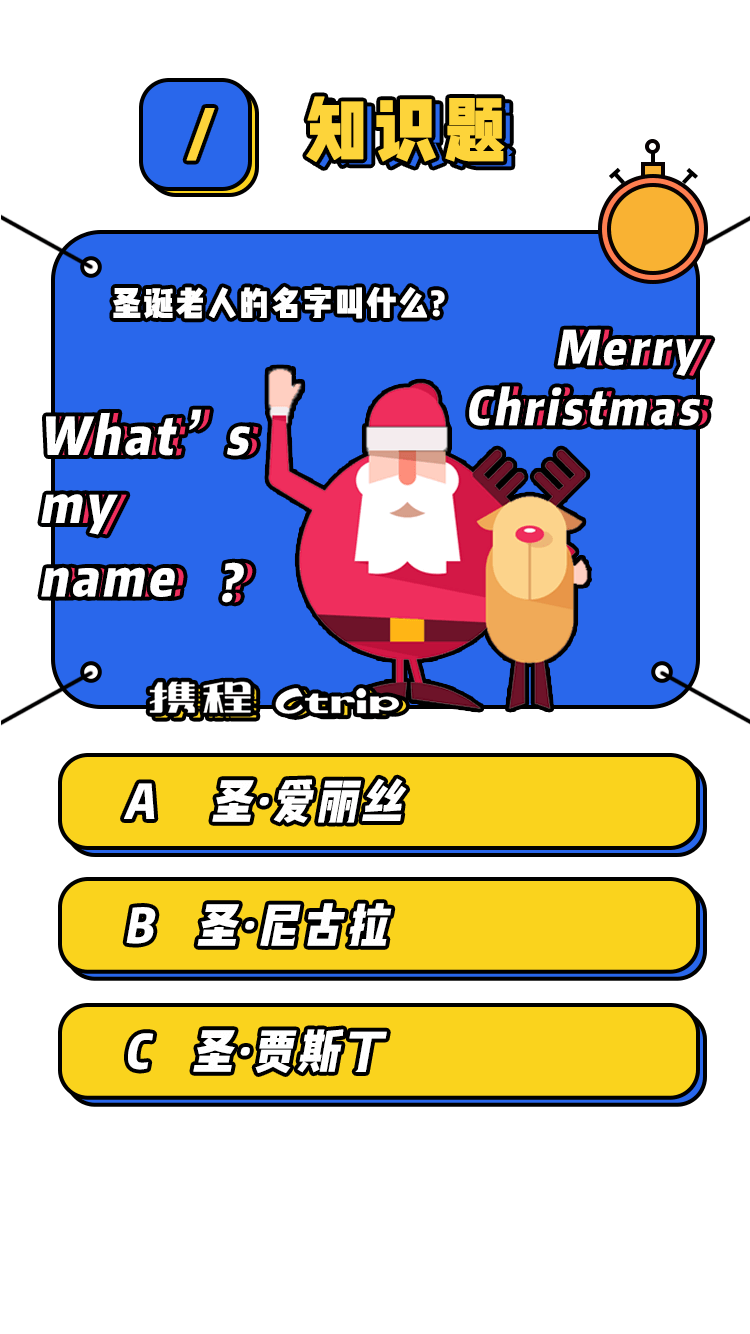 / 知识题
圣诞老人的名字叫什么?
Merry
Christmas
What’s
my
name ?
携程 Ctrip
A 圣·爱丽丝
B 圣·尼古拉
C 圣·贾斯丁